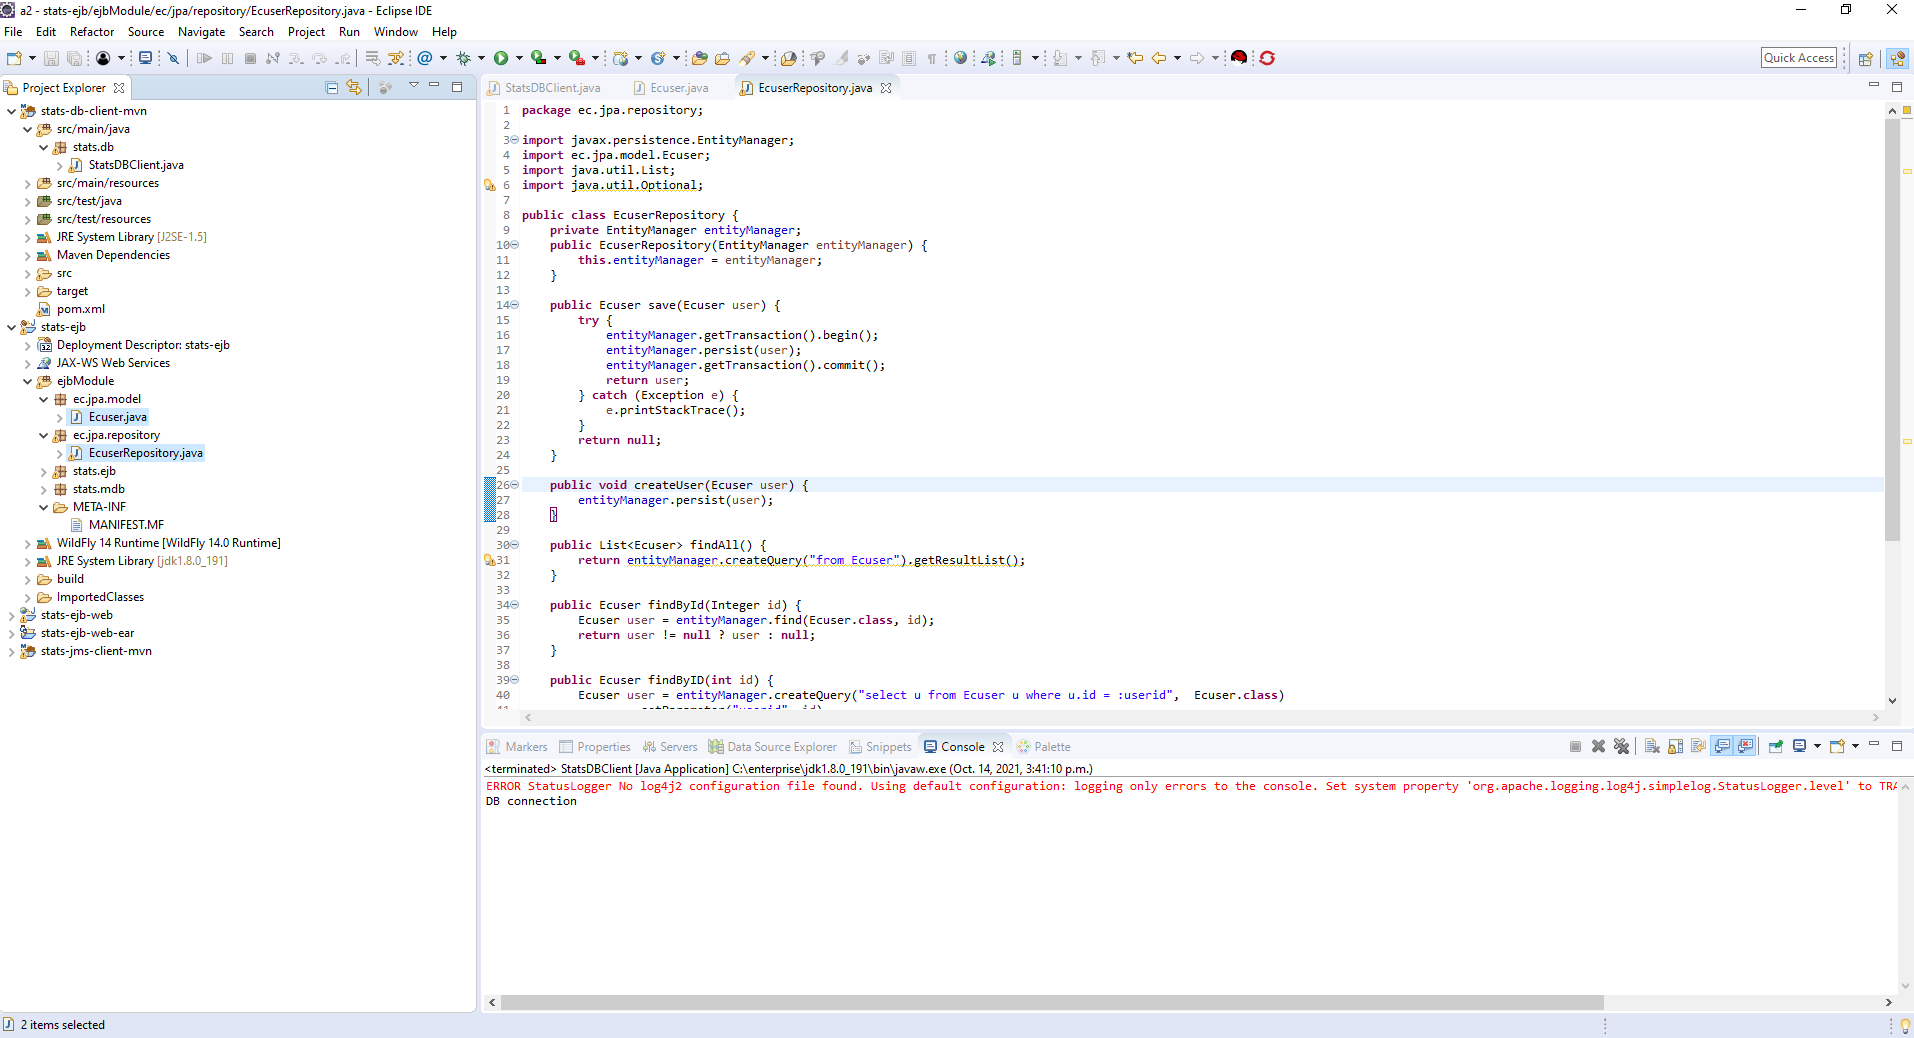 a2 - stats-ejb/ejbModule/ec/jpa/repository/EcuserRepository.java - Eclipse IDE
File Edit Refactor Source Navigate Search Project Run Window Help
Quick Access
Project Explorer
stats-db-client-mvn
src/main/java
stats.db
StatsDBClient.java
src/main/resources
src/test/java
src/test/resources
JRE System Library [J2SE-1.5]
Maven Dependencies
src
target
pom.xml
stats-ejb
Deployment Descriptor: stats-ejb
JAX-WS Web Services
ejbModule
ec.jpa.model
Ecuser.java
ec.jpa.repository
EcuserRepository.java
stats.ejb
stats.mdb
META-INF
MANIFEST.MF
WildFly 14 Runtime [WildFly 14.0 Runtime]
JRE System Library [jdk1.8.0_191]
build
ImportedClasses
stats-ejb-web
stats-ejb-web-ear
stats-jms-client-mvn
StatsDBClient.java Ecuser.java EcuserRepository.java
1 package ec.jpa.repository;
2
3 import javax.persistence.EntityManager;
4 import ec.jpa.model.Ecuser;
5 import java.util.List;
6 import java.util.Optional;
7
8 public class EcuserRepository {
9 private EntityManager entityManager;
10 public EcuserRepository(EntityManager entityManager) {
11 this.entityManager = entityManager;
12 }
13
14 public Ecuser save(Ecuser user) {
15 try {
16 entityManager.getTransaction().begin();
17 entityManager.persist(user);
18 entityManager.getTransaction().commit();
19 return user;
20 } catch (Exception e) {
21 e.printStackTrace();
22 }
23 return null;
24 }
25
26 public void createUser(Ecuser user) {
27 entityManager.persist(user);
28 }
29
30 public List<Ecuser> findAll() {
31 return entityManager.createQuery("from Ecuser").getResultList();
32 }
33
34 public Ecuser findById(Integer id) {
35 Ecuser user = entityManager.find(Ecuser.class, id);
36 return user != null ? user : null;
37 }
38
39 public Ecuser findByID(int id) {
40 Ecuser user = entityManager.createQuery("select u from Ecuser u where u.id = :userid", Ecuser.class)
Markers Properties Servers Data Source Explorer Snippets Console Palette
<terminated> StatsDBClient [Java Application] C:\enterprise\jdk1.8.0_191\bin\javaw.exe (Oct. 14, 2021, 3:41:10 p.m.)
ERROR StatusLogger No log4j2 configuration file found. Using default configuration: logging only errors to the console. Set system property 'org.apache.logging.log4j.simplelog.StatusLogger.level' to TRA
DB connection
2 items selected